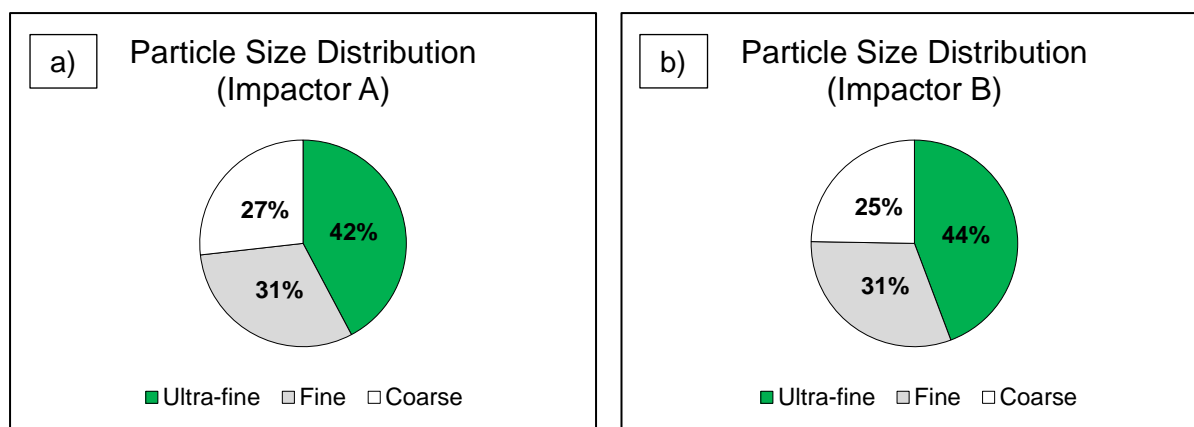 a)
Particle Size Distribution
(Impactor A)
27%
42%
31%
Ultra-fine Fine Coarse
b)
Particle Size Distribution
(Impactor B)
25%
44%
31%
Ultra-fine Fine Coarse